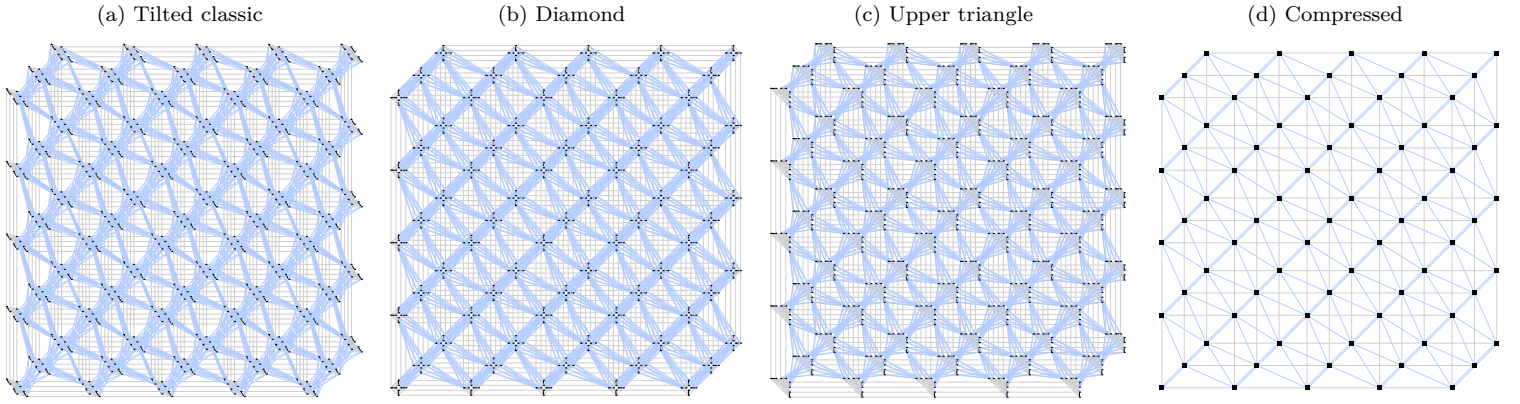 (a) Tilted classic
(b) Diamond
(c) Upper triangle
(d) Compressed